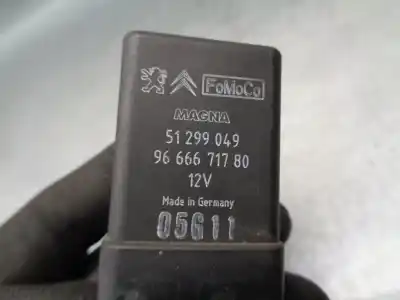 FoMoCo
MAGNA
51 299 049
96 666 717 80
12V
Made in Germany
05G11